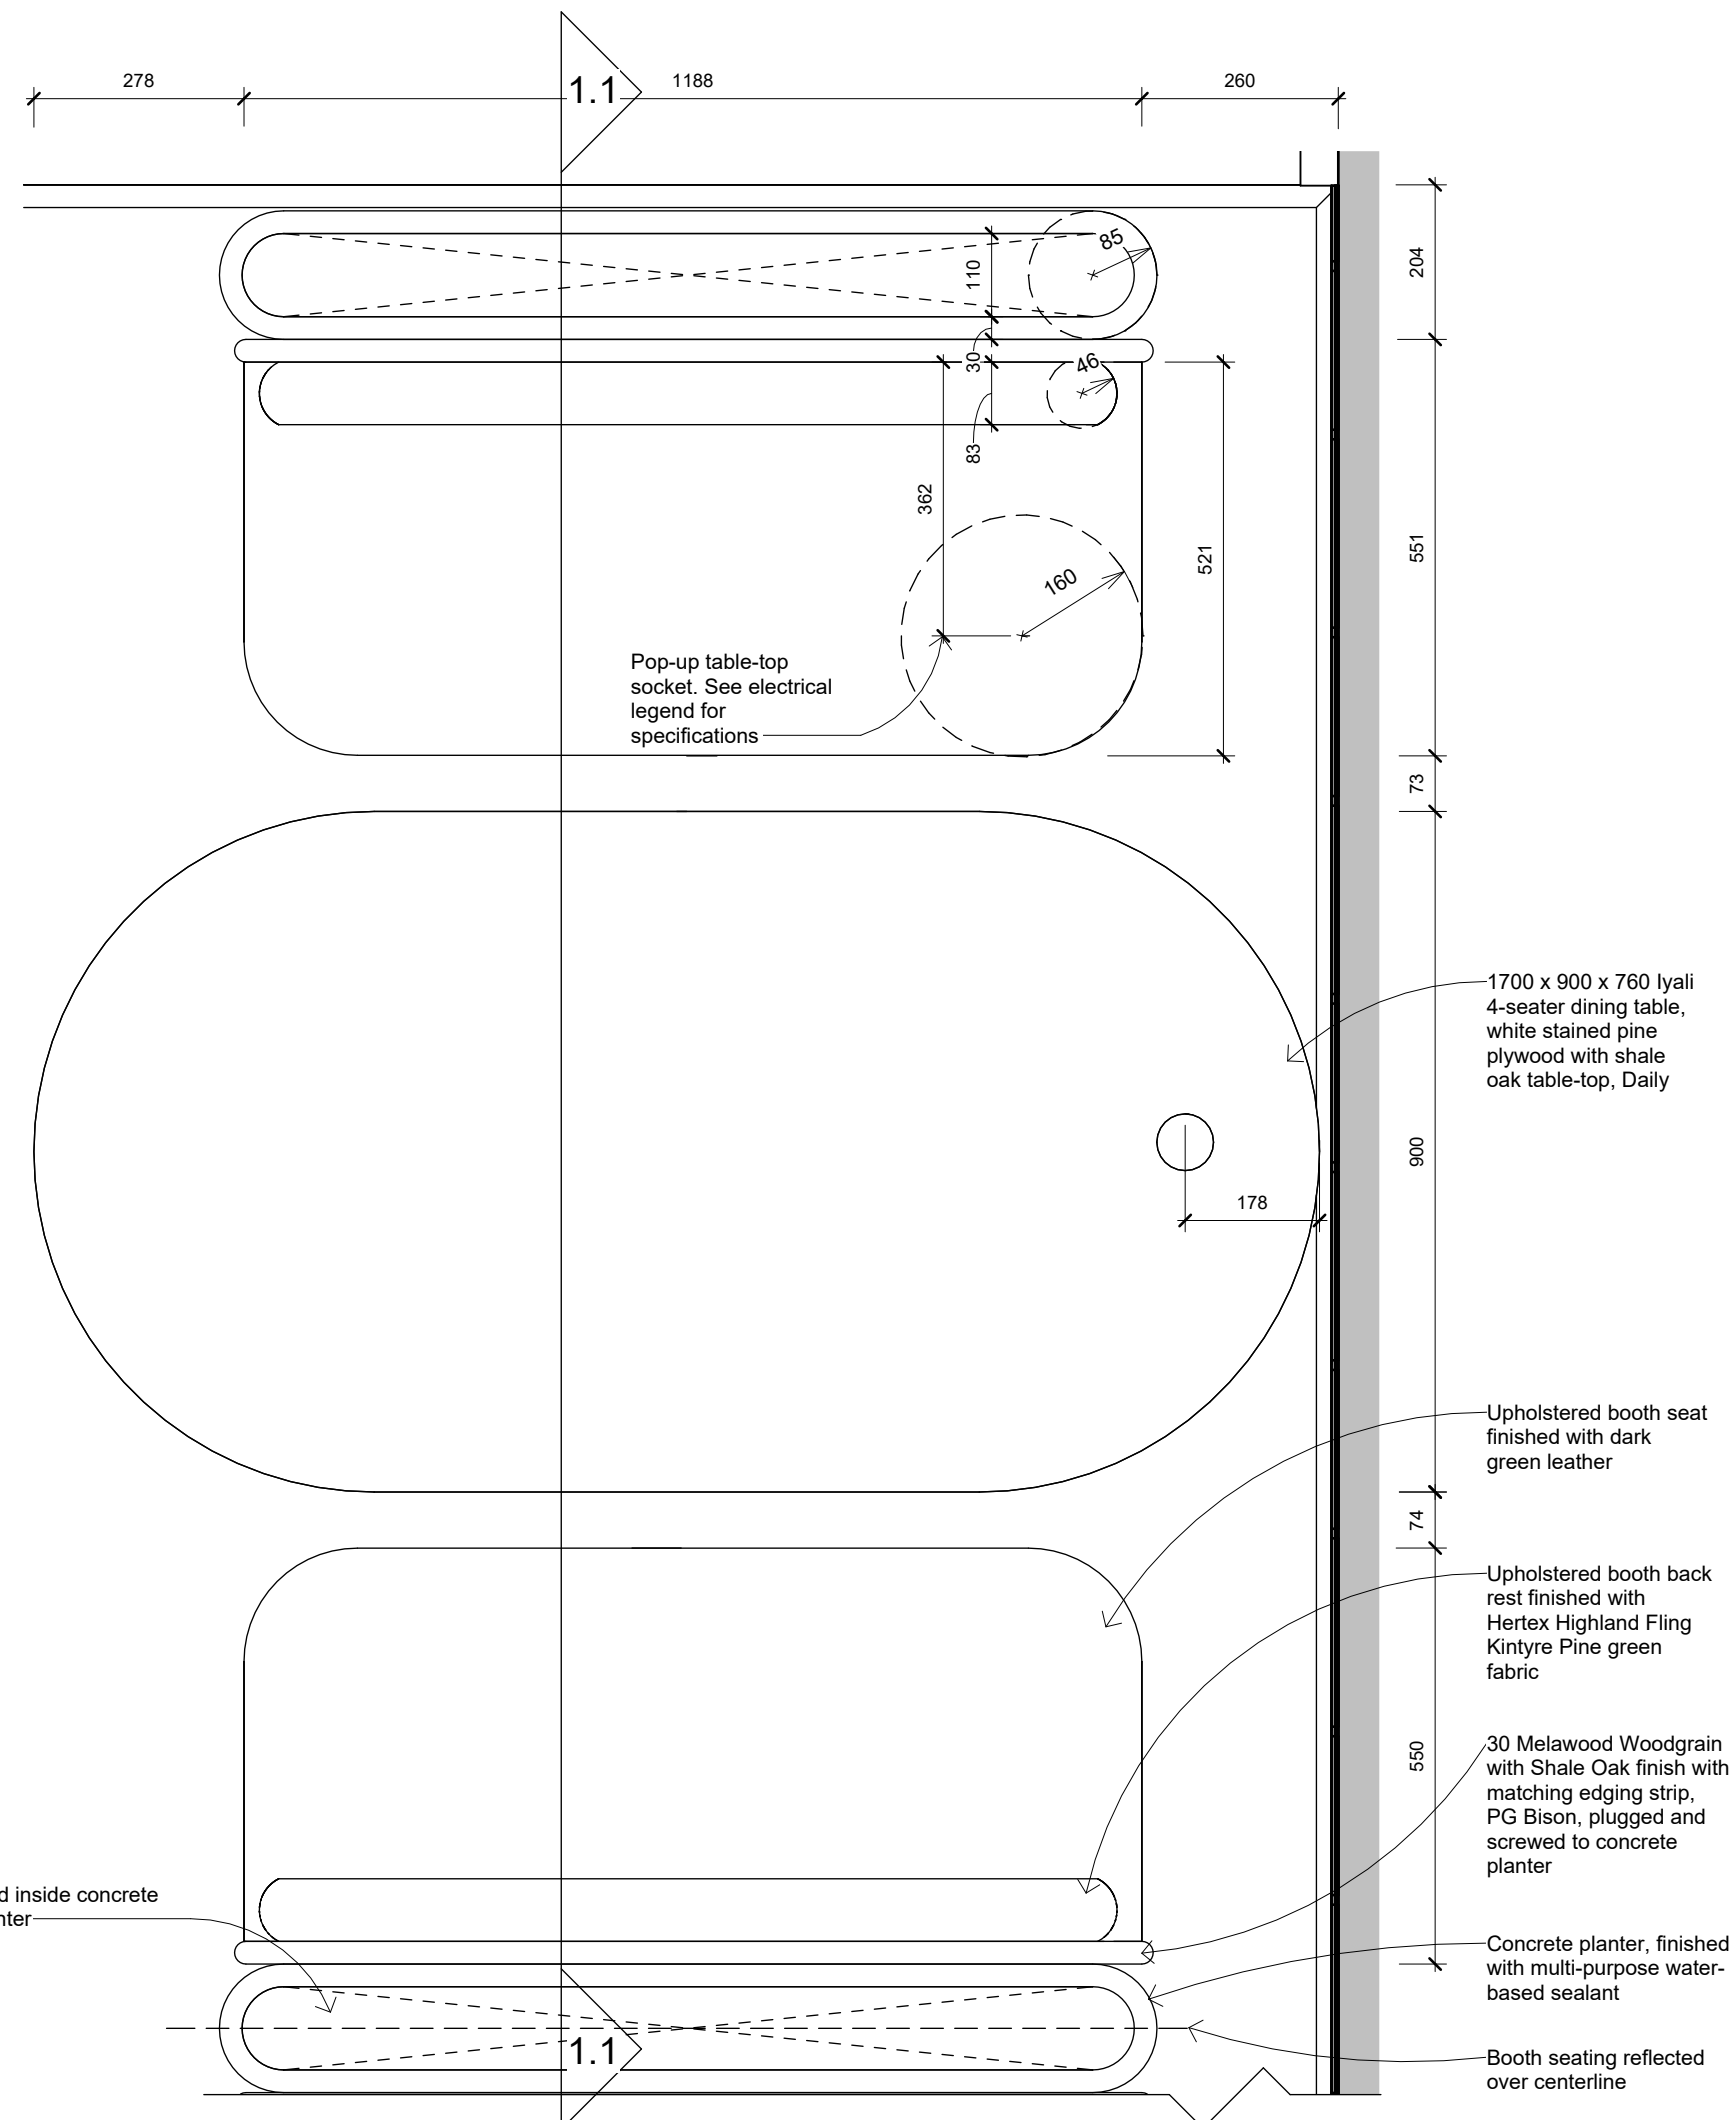 278
1188
260
1.1
85
110
204
30
46
83
362
551
521
160
Pop-up table-top
socket. See electrical
legend for
specifications
73
1700 x 900 x 760 Iyali
4-seater dining table,
white stained pine
plywood with shale
oak table-top, Daily
900
178
Upholstered booth seat
finished with dark
green leather
74
Upholstered booth back
rest finished with
Hertex Highland Fling
Kintyre Pine green
fabric
550
30 Melawood Woodgrain
with Shale Oak finish with
matching edging strip,
PG Bison, plugged and
screwed to concrete
planter
d inside concrete
nter
Concrete planter, finished
with multi-purpose water-
based sealant
1.1
Booth seating reflected
over centerline